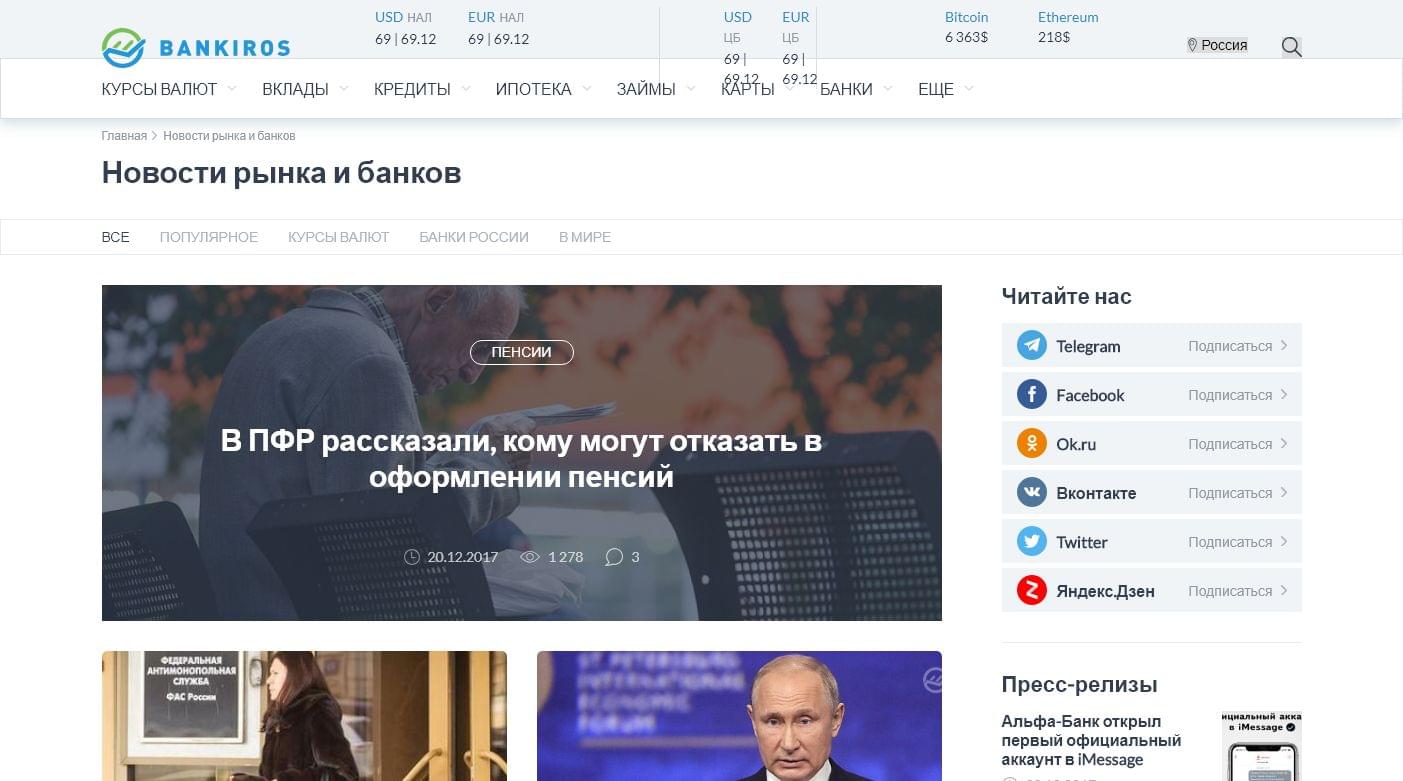 USD НАЛ
69 | 69.12
EUR НАЛ
69 | 69.12
USD
ЦБ
69 |
69.12
EUR
ЦБ
69 |
69.12
Bitcoin
6 363$
Ethereum
218$
Россия
BANKIROS
КУРСЫ ВАЛЮТ ВКЛАДЫ КРЕДИТЫ ИПОТЕКА ЗАЙМЫ КАРТЫ БАНКИ ЕЩЕ
Главная > Новости рынка и банков
Новости рынка и банков
ВСЕ ПОПУЛЯРНОЕ КУРСЫ ВАЛЮТ БАНКИ РОССИИ В МИРЕ
ПЕНСИИ
В ПФР рассказали, кому могут отказать в
оформлении пенсий
20.12.2017 1 278 3
ФЕДЕРАЛЬНАЯ
АНТИМОНОПОЛЬНАЯ
СЛУЖБА
ФАС России
ST. PETERSBURG
INTERNATIONAL
ECONOMIC
FORUM
Читайте нас
Telegram Подписаться
Facebook Подписаться
Ok.ru Подписаться
Вконтакте Подписаться
Twitter Подписаться
Яндекс.Дзен Подписаться
Пресс-релизы
Альфа-Банк открыл
первый официальный
аккаунт в iMessage
в iMessage